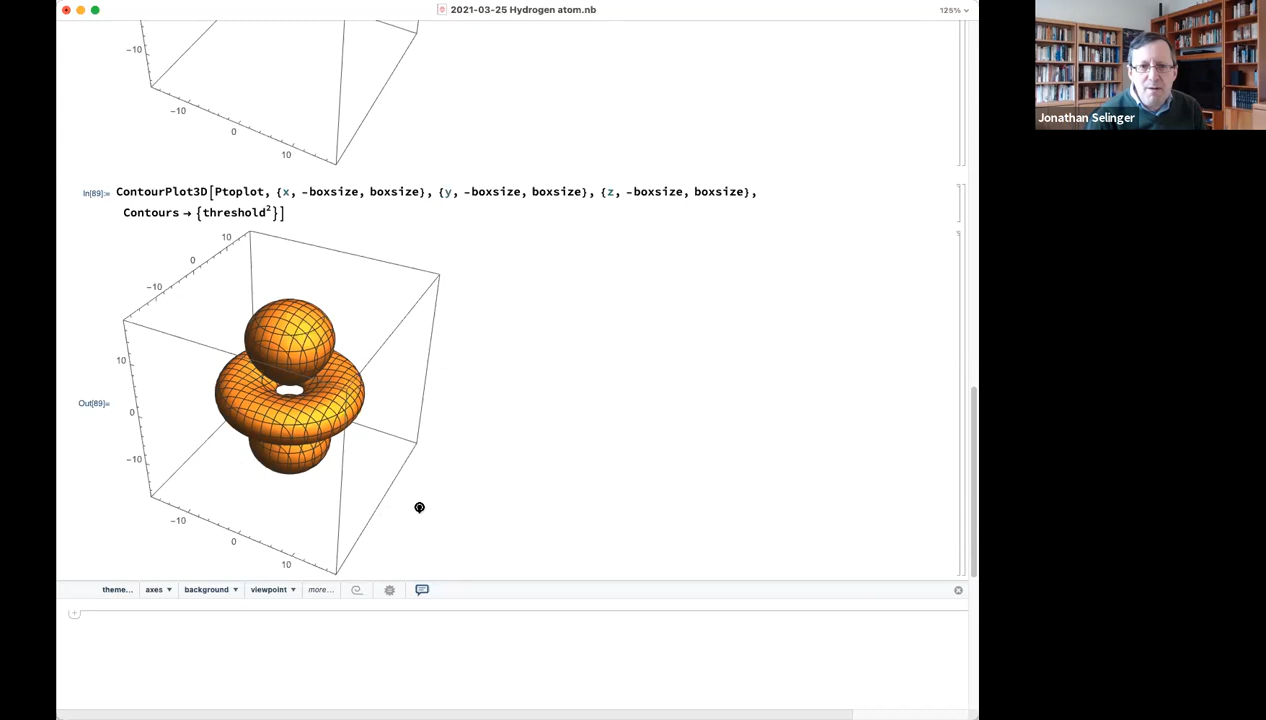 2021-03-25 Hydrogen atom.nb
125%
Jonathan Selinger
-10
-10
0
10
In[89]:= ContourPlot3D[Ptoplot, {x, -boxsize, boxsize}, {y, -boxsize, boxsize}, {z, -boxsize, boxsize},
Contours → {threshold²}]
10
0
-10
10
Out[89]=
0
-10
-10
0
10
theme... axes background viewpoint more...